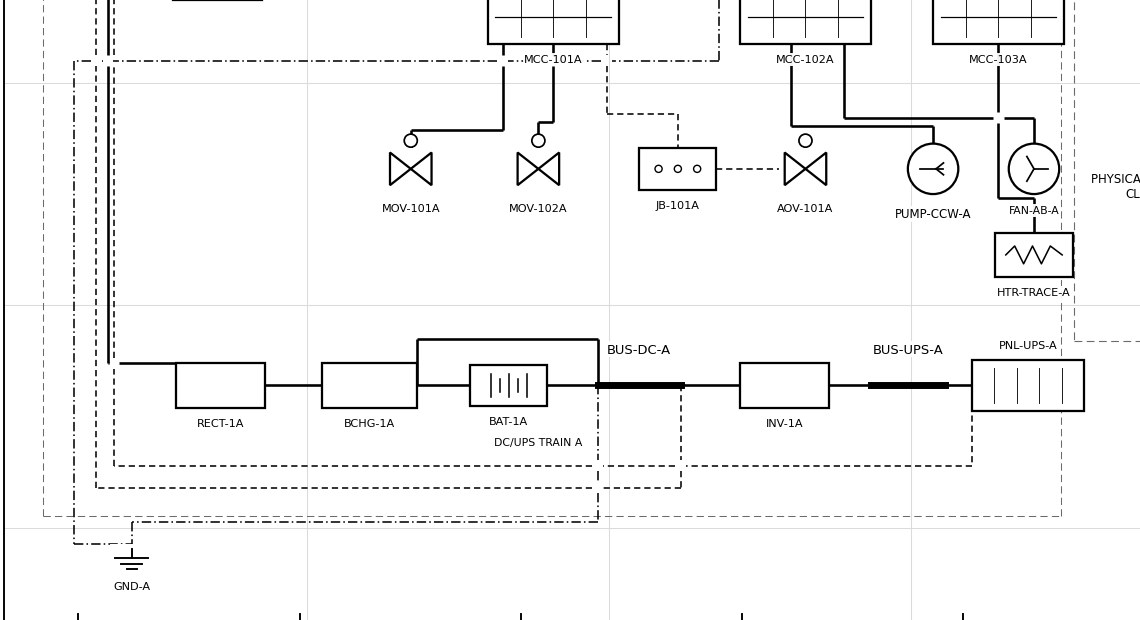 MCC-101A
MCC-102A
MCC-103A
PHYSICA
CL
MOV-101A
MOV-102A
JB-101A
AOV-101A
PUMP-CCW-A
FAN-AB-A
HTR-TRACE-A
BUS-DC-A
BUS-UPS-A
PNL-UPS-A
RECT-1A
BCHG-1A
BAT-1A
INV-1A
DC/UPS TRAIN A
GND-A